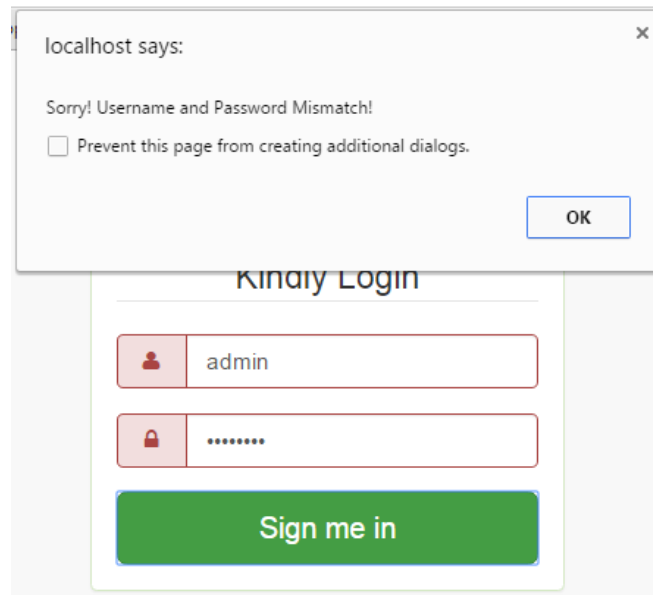 localhost says:
Sorry! Username and Password Mismatch!
Prevent this page from creating additional dialogs.
OK
Kindly Login
admin
••••••••
Sign me in